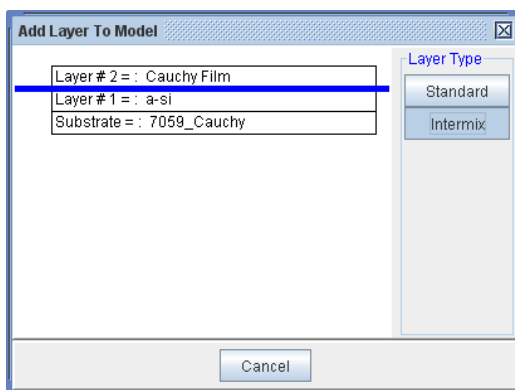 Add Layer To Model
Layer # 2 = : Cauchy Film
Layer # 1 = : a-si
Substrate = : 7059_Cauchy
Layer Type
Standard
Intermix
Cancel